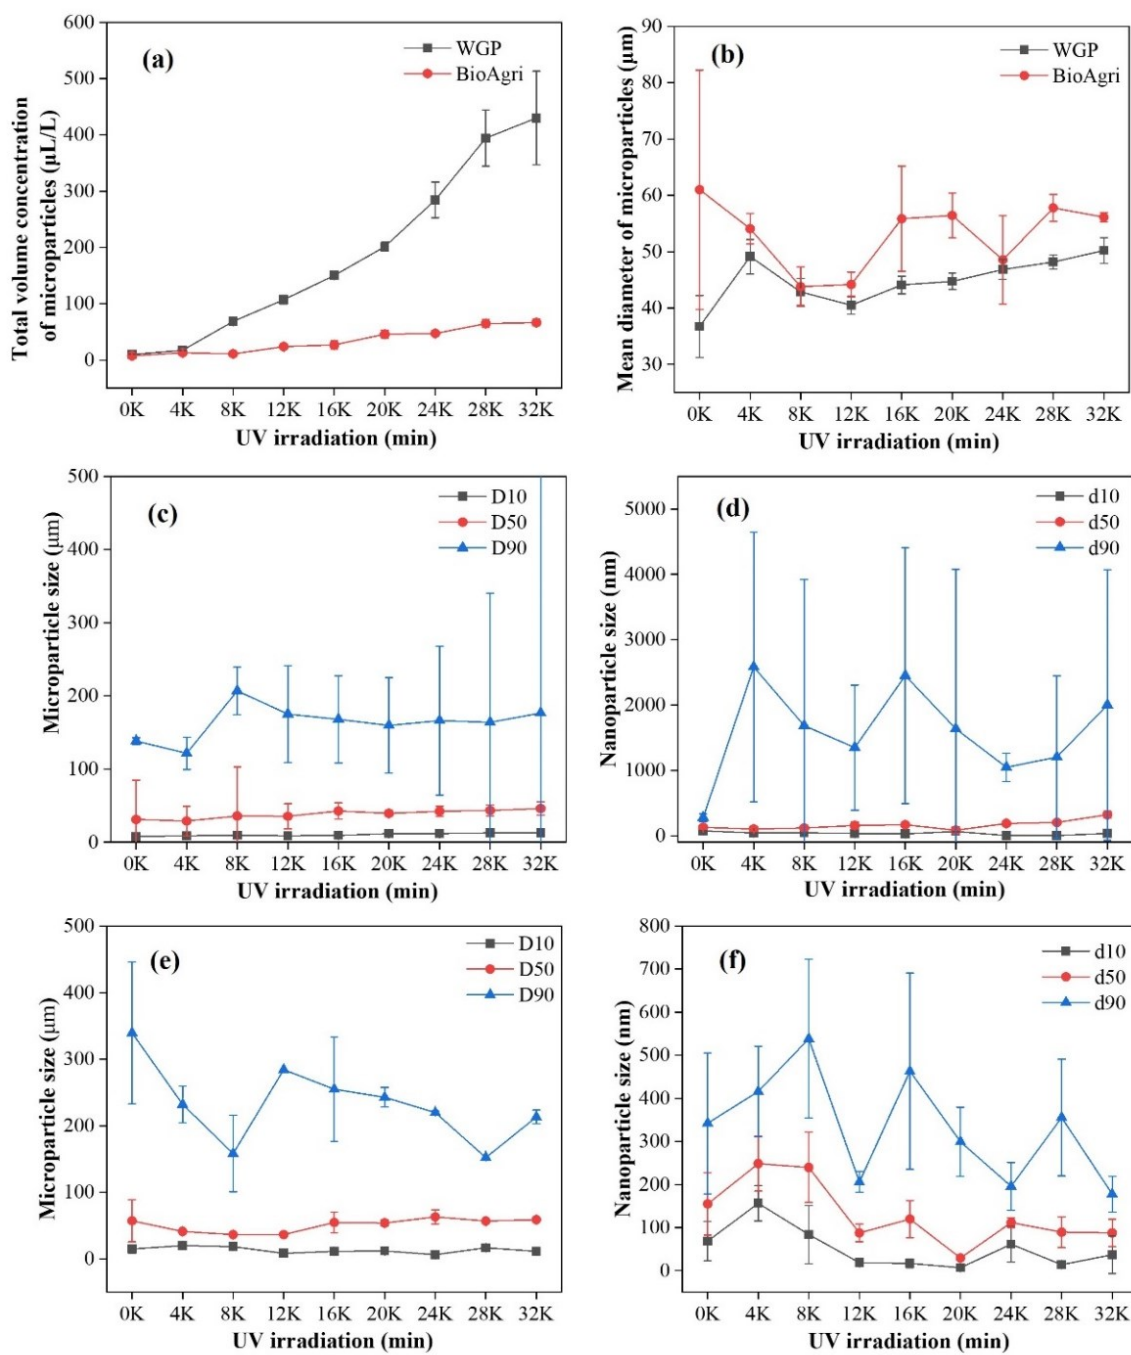 (a)
WGP
BioAgri
Total volume concentration
of microparticles (μL/L)
600
500
400
300
200
100
0
0K 4K 8K 12K 16K 20K 24K 28K 32K
UV irradiation (min)
(b)
WGP
BioAgri
Mean diameter of microparticles (μm)
90
80
70
60
50
40
30
0K 4K 8K 12K 16K 20K 24K 28K 32K
UV irradiation (min)
(c)
D10
D50
D90
Microparticle size (μm)
500
400
300
200
100
0
0K 4K 8K 12K 16K 20K 24K 28K 32K
UV irradiation (min)
(d)
d10
d50
d90
Nanoparticle size (nm)
5000
4000
3000
2000
1000
0
0K 4K 8K 12K 16K 20K 24K 28K 32K
UV irradiation (min)
(e)
D10
D50
D90
Microparticle size (μm)
500
400
300
200
100
0
0K 4K 8K 12K 16K 20K 24K 28K 32K
UV irradiation (min)
(f)
d10
d50
d90
Nanoparticle size (nm)
800
700
600
500
400
300
200
100
0
0K 4K 8K 12K 16K 20K 24K 28K 32K
UV irradiation (min)